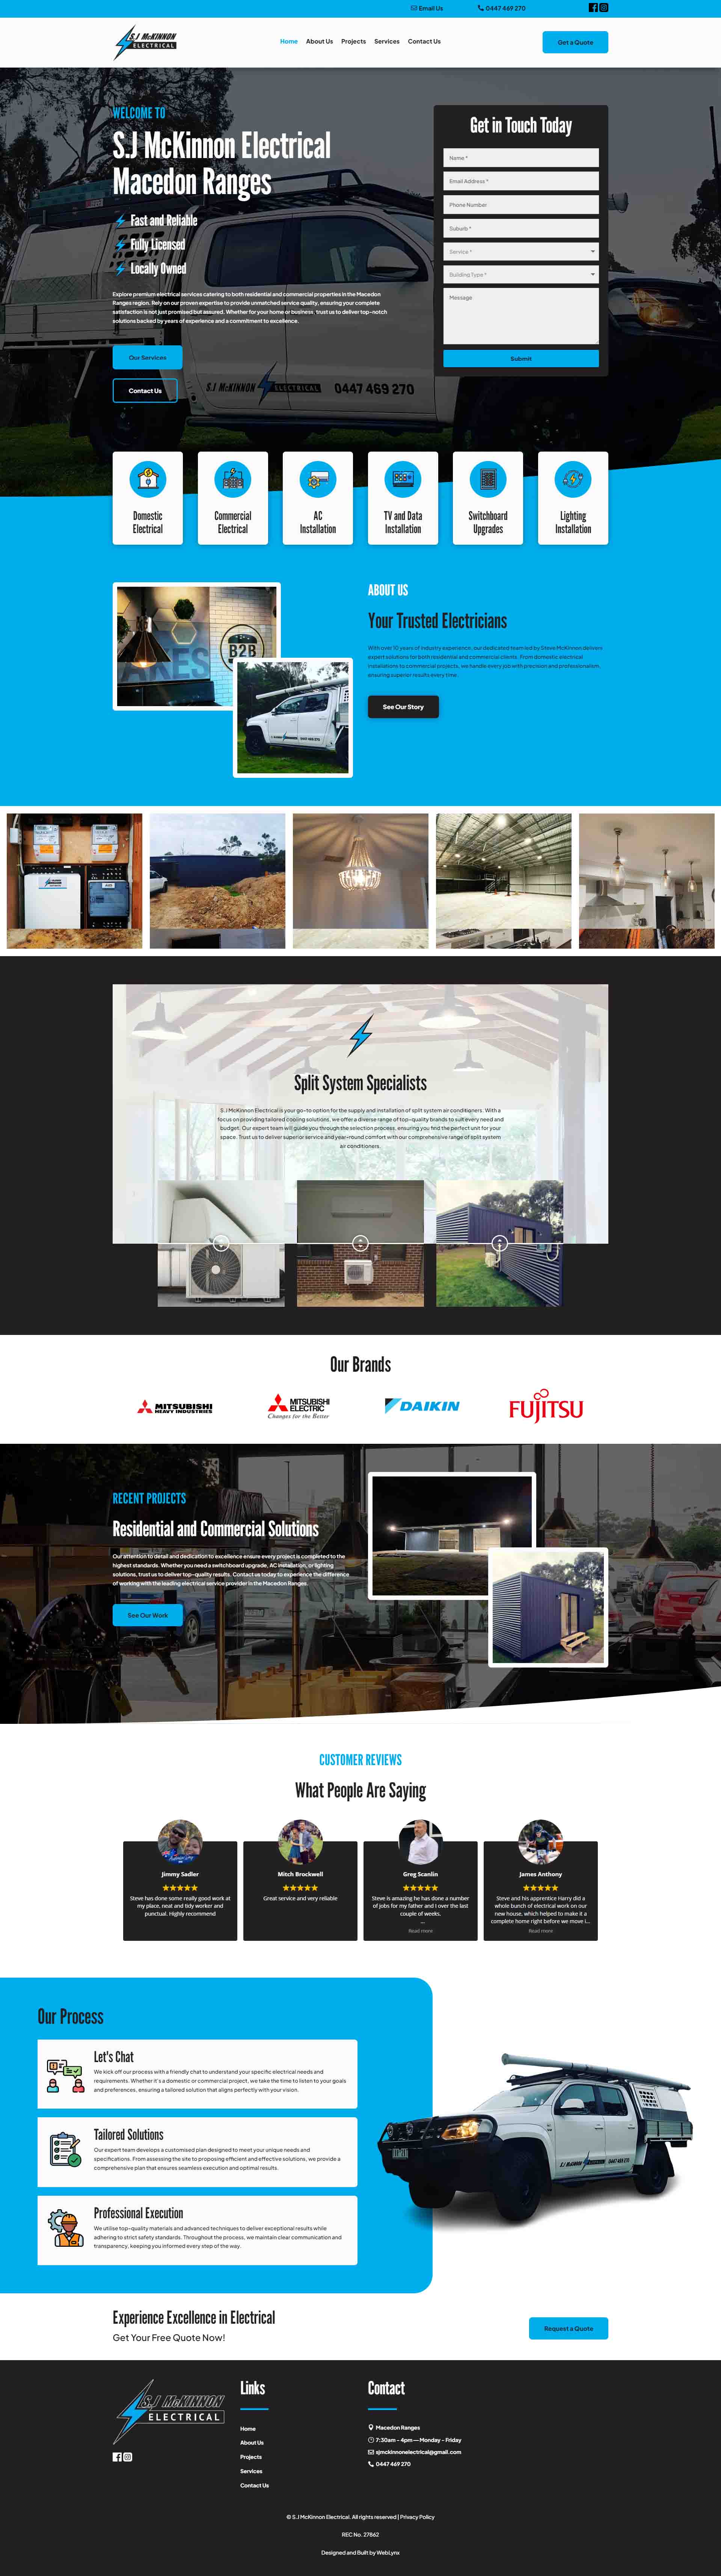 Email Us
0447 469 270
S.J McKINNON
ELECTRICAL
Home
About Us
Projects
Services
Contact Us
Get a Quote
WELCOME TO
S.J McKinnon Electrical
Macedon Ranges
Fast and Reliable
Fully Licensed
Locally Owned
Explore premium electrical services catering to both residential and commercial properties in the Macedon
Ranges region. Rely on our proven expertise to provide unmatched service quality, ensuring your complete
satisfaction is not just promised but assured. Whether for your home or business, trust us to deliver top-notch
solutions backed by years of experience and a commitment to excellence.
Our Services
Contact Us
S.J McKINNON ELECTRICAL 0447 469 270
Get in Touch Today
Name *
Email Address *
Phone Number
Suburb *
Service *
Building Type *
Message
Submit
Domestic
Electrical
Commercial
Electrical
AC
Installation
TV and Data
Installation
Switchboard
Upgrades
Lighting
Installation
B2B
ABOUT US
Your Trusted Electricians
With over 10 years of industry experience, our dedicated team led by Steve McKinnon delivers
expert solutions for both residential and commercial clients. From domestic electrical
installations to commercial projects, we handle every job with precision and professionalism,
ensuring superior results every time.
See Our Story
Split System Specialists
S.J McKinnon Electrical is your go-to option for the supply and installation of split system air conditioners. With a
focus on providing tailored cooling solutions, we offer a diverse range of top-quality brands to suit every need and
budget. Our expert team will guide you through the selection process, ensuring you find the perfect unit for your
space. Trust us to deliver superior service and year-round comfort with our comprehensive range of split system
air conditioners.
Our Brands
MITSUBISHI
HEAVY INDUSTRIES
MITSUBISHI
ELECTRIC
Changes for the Better
DAIKIN
FUJITSU
RECENT PROJECTS
Residential and Commercial Solutions
Our attention to detail and dedication to excellence ensure every project is completed to the
highest standards. Whether you need a switchboard upgrade, AC installation, or lighting
solutions, trust us to deliver top-quality results. Contact us today to experience the difference
of working with the leading electrical service provider in the Macedon Ranges.
See Our Work
CUSTOMER REVIEWS
What People Are Saying
Jimmy Sadler
Steve has done some really good work at
my place, neat and tidy worker and
punctual. Highly recommend
Mitch Brockwell
Great service and very reliable
Greg Scanlin
Steve is amazing he has done a number
of jobs for my father and I over the last
couple of weeks.
...
Read more
James Anthony
Steve and his apprentice Harry did a
whole bunch of electrical work on our
new house, which helped to make it a
complete home right before we move i...
Read more
Our Process
Let's Chat
We kick off our process with a friendly chat to understand your specific electrical needs and
requirements. Whether it's a domestic or commercial project, we take the time to listen to your goals
and preferences, ensuring a tailored solution that aligns perfectly with your vision.
Tailored Solutions
Our expert team develops a customised plan designed to meet your unique needs and
specifications. From assessing the site to proposing efficient and effective solutions, we provide a
comprehensive plan that ensures seamless execution and optimal results.
Professional Execution
We utilise top-quality materials and advanced techniques to deliver exceptional results while
adhering to strict safety standards. Throughout the process, we maintain clear communication and
transparency, keeping you informed every step of the way.
S.J McKINNON ELECTRICAL 0447 469 270
Experience Excellence in Electrical
Get Your Free Quote Now!
Request a Quote
S.J McKINNON
ELECTRICAL
Links
Home
About Us
Projects
Services
Contact Us
Contact
Macedon Ranges
7:30am - 4pm — Monday - Friday
sjmckinnonelectrical@gmail.com
0447 469 270
© S.J McKinnon Electrical. All rights reserved | Privacy Policy
REC No. 27862
Designed and Built by WebLynx